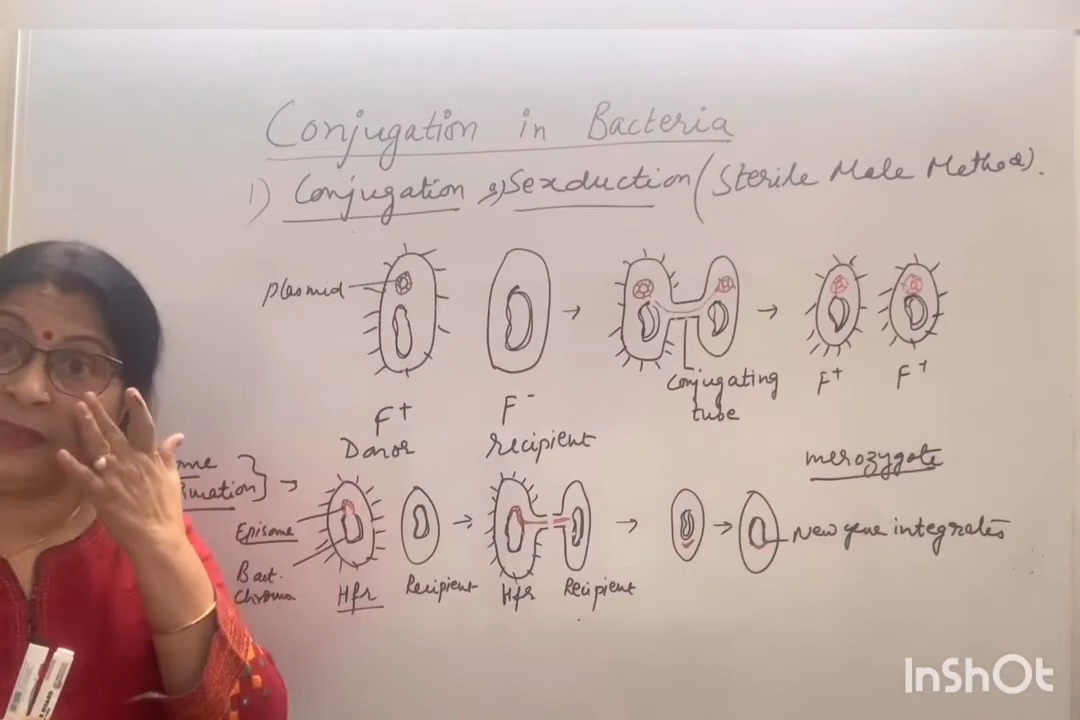 Conjugation in Bacteria
1) Conjugation Sexduction (Sterile Male Method).
plasmid
Conjugating
tube
F+ F+
F+ F-
Donor Recipient
merozygote
Episome
New gene integrates
Bact.
Chromo
Hfr Recipient Hfr Recipient
InShOt